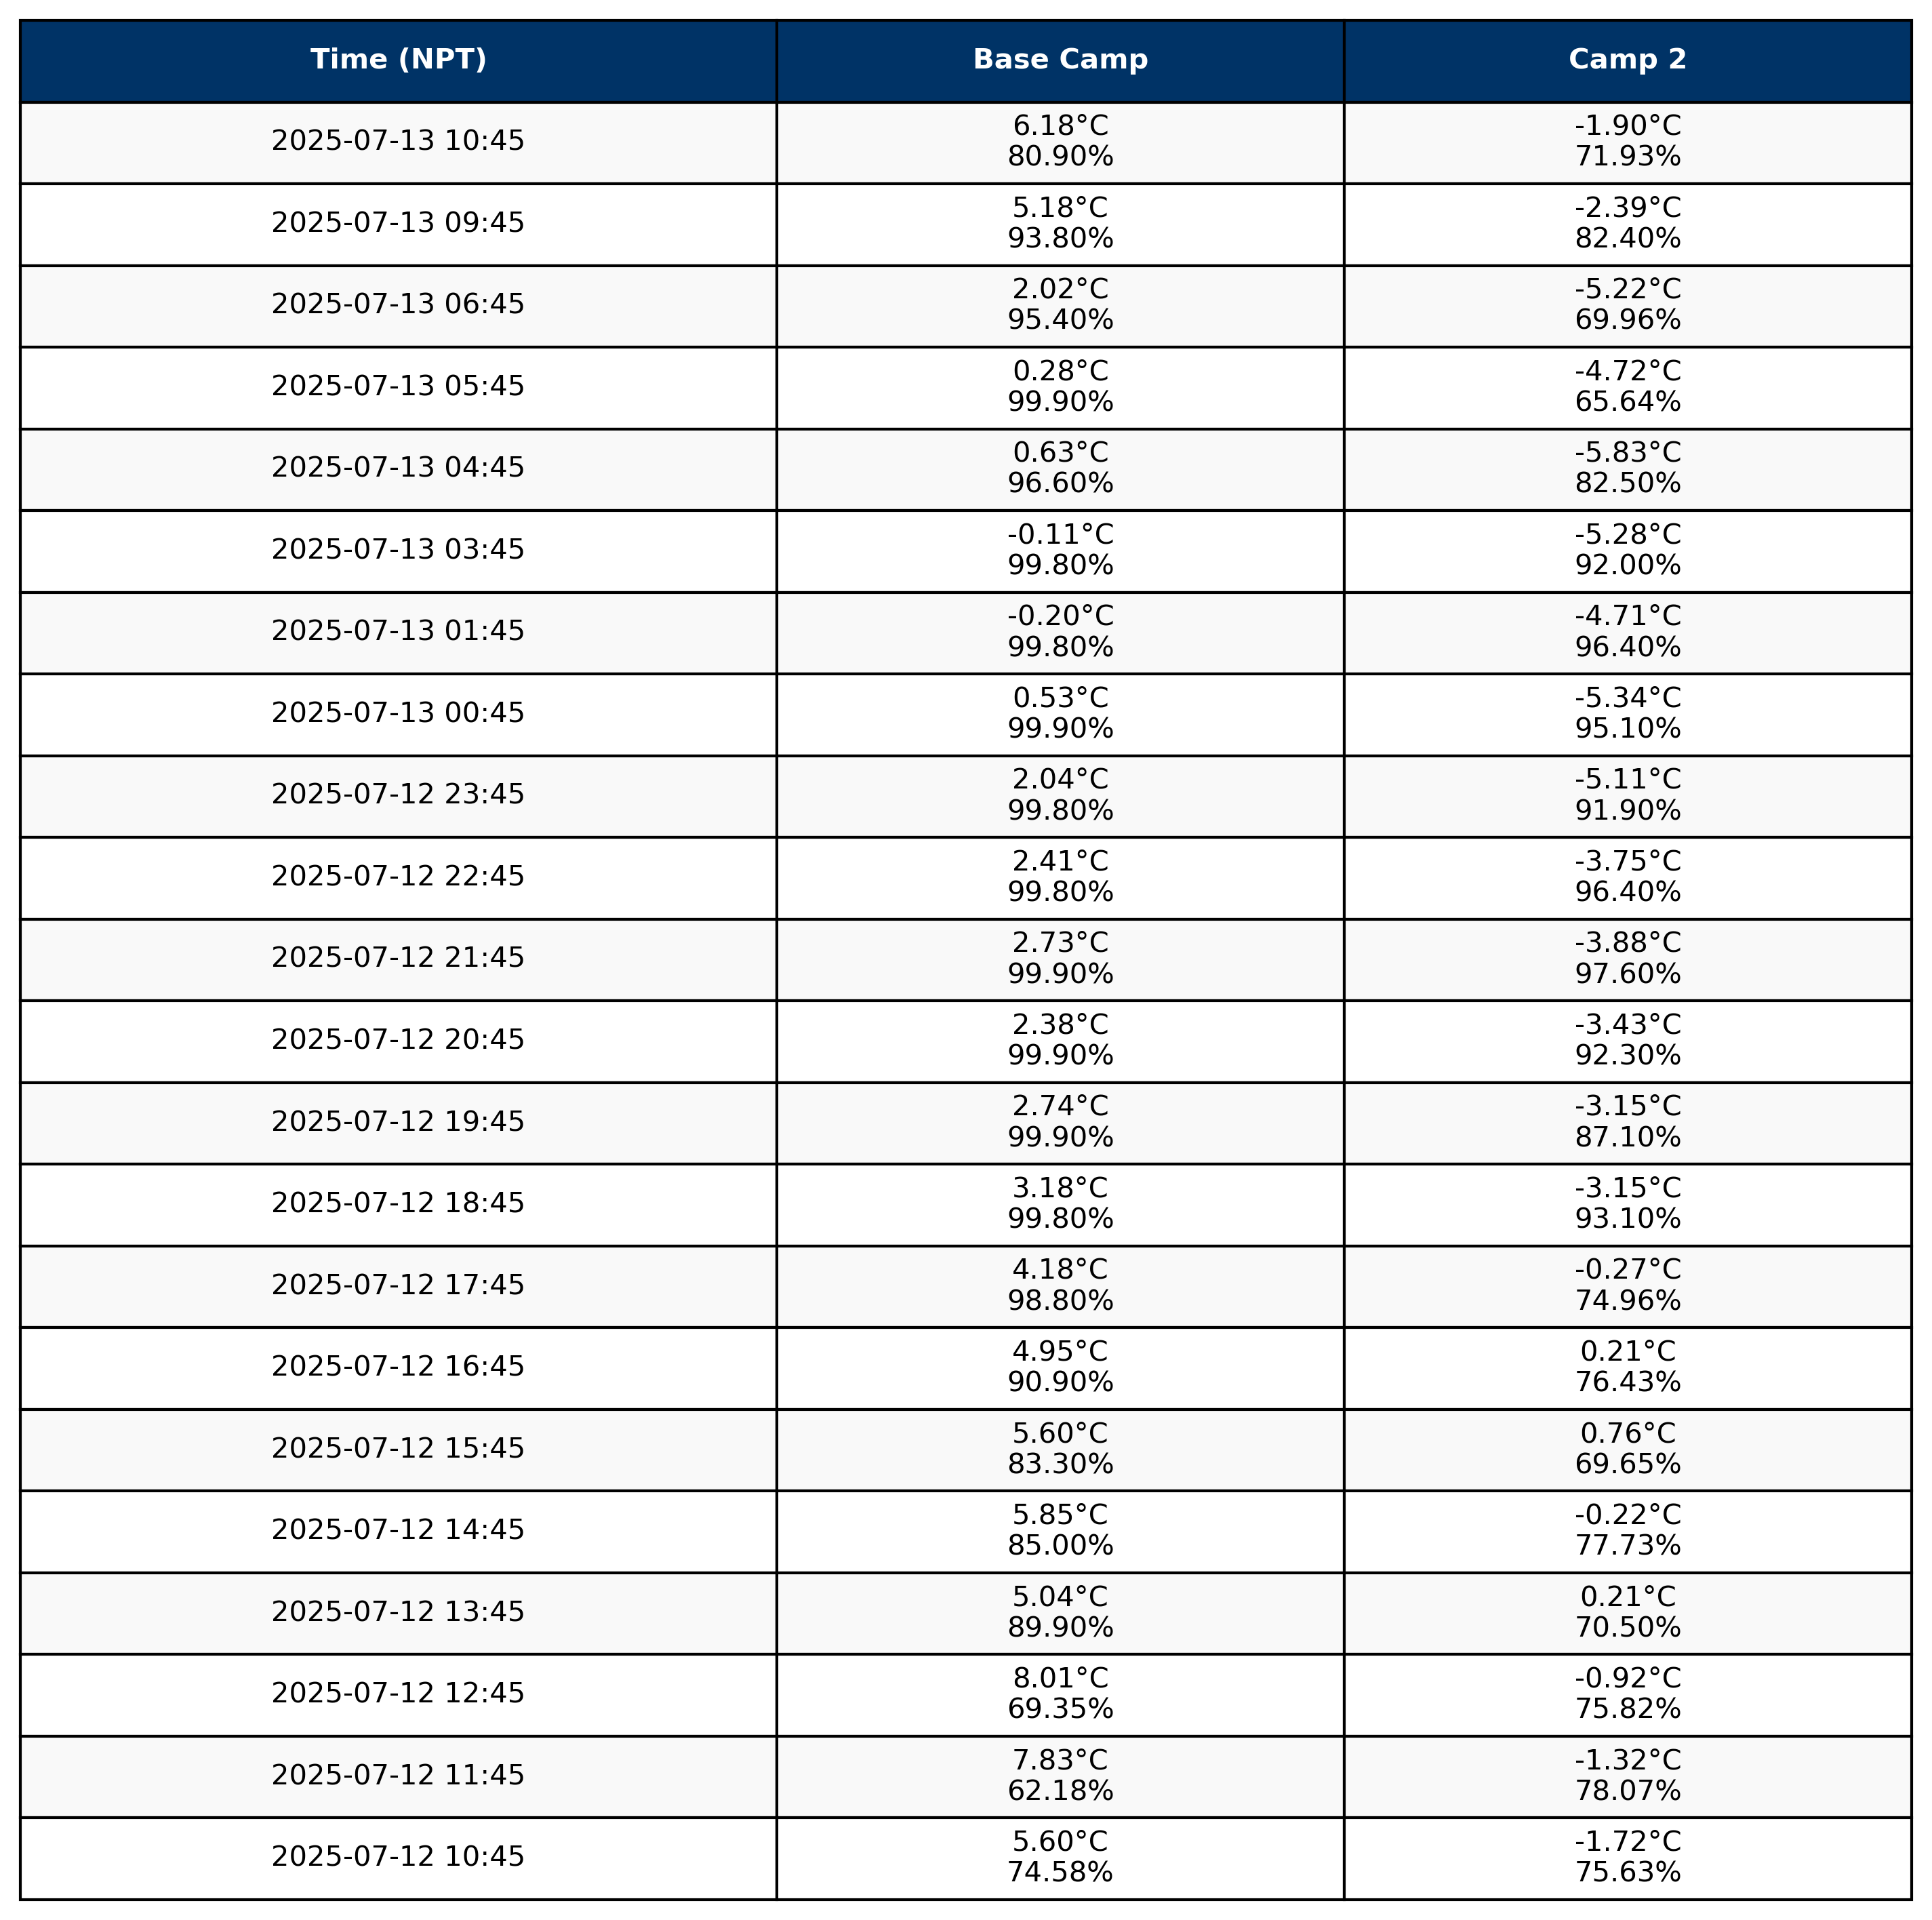 Time (NPT) Base Camp Camp 2
2025-07-13 10:45 6.18°C -1.90°C
80.90% 71.93%
2025-07-13 09:45 5.18°C -2.39°C
93.80% 82.40%
2025-07-13 06:45 2.02°C -5.22°C
95.40% 69.96%
2025-07-13 05:45 0.28°C -4.72°C
99.90% 65.64%
2025-07-13 04:45 0.63°C -5.83°C
96.60% 82.50%
2025-07-13 03:45 -0.11°C -5.28°C
99.80% 92.00%
2025-07-13 01:45 -0.20°C -4.71°C
99.80% 96.40%
2025-07-13 00:45 0.53°C -5.34°C
99.90% 95.10%
2025-07-12 23:45 2.04°C -5.11°C
99.80% 91.90%
2025-07-12 22:45 2.41°C -3.75°C
99.80% 96.40%
2025-07-12 21:45 2.73°C -3.88°C
99.90% 97.60%
2025-07-12 20:45 2.38°C -3.43°C
99.90% 92.30%
2025-07-12 19:45 2.74°C -3.15°C
99.90% 87.10%
2025-07-12 18:45 3.18°C -3.15°C
99.80% 93.10%
2025-07-12 17:45 4.18°C -0.27°C
98.80% 74.96%
2025-07-12 16:45 4.95°C 0.21°C
90.90% 76.43%
2025-07-12 15:45 5.60°C 0.76°C
83.30% 69.65%
2025-07-12 14:45 5.85°C -0.22°C
85.00% 77.73%
2025-07-12 13:45 5.04°C 0.21°C
89.90% 70.50%
2025-07-12 12:45 8.01°C -0.92°C
69.35% 75.82%
2025-07-12 11:45 7.83°C -1.32°C
62.18% 78.07%
2025-07-12 10:45 5.60°C -1.72°C
74.58% 75.63%